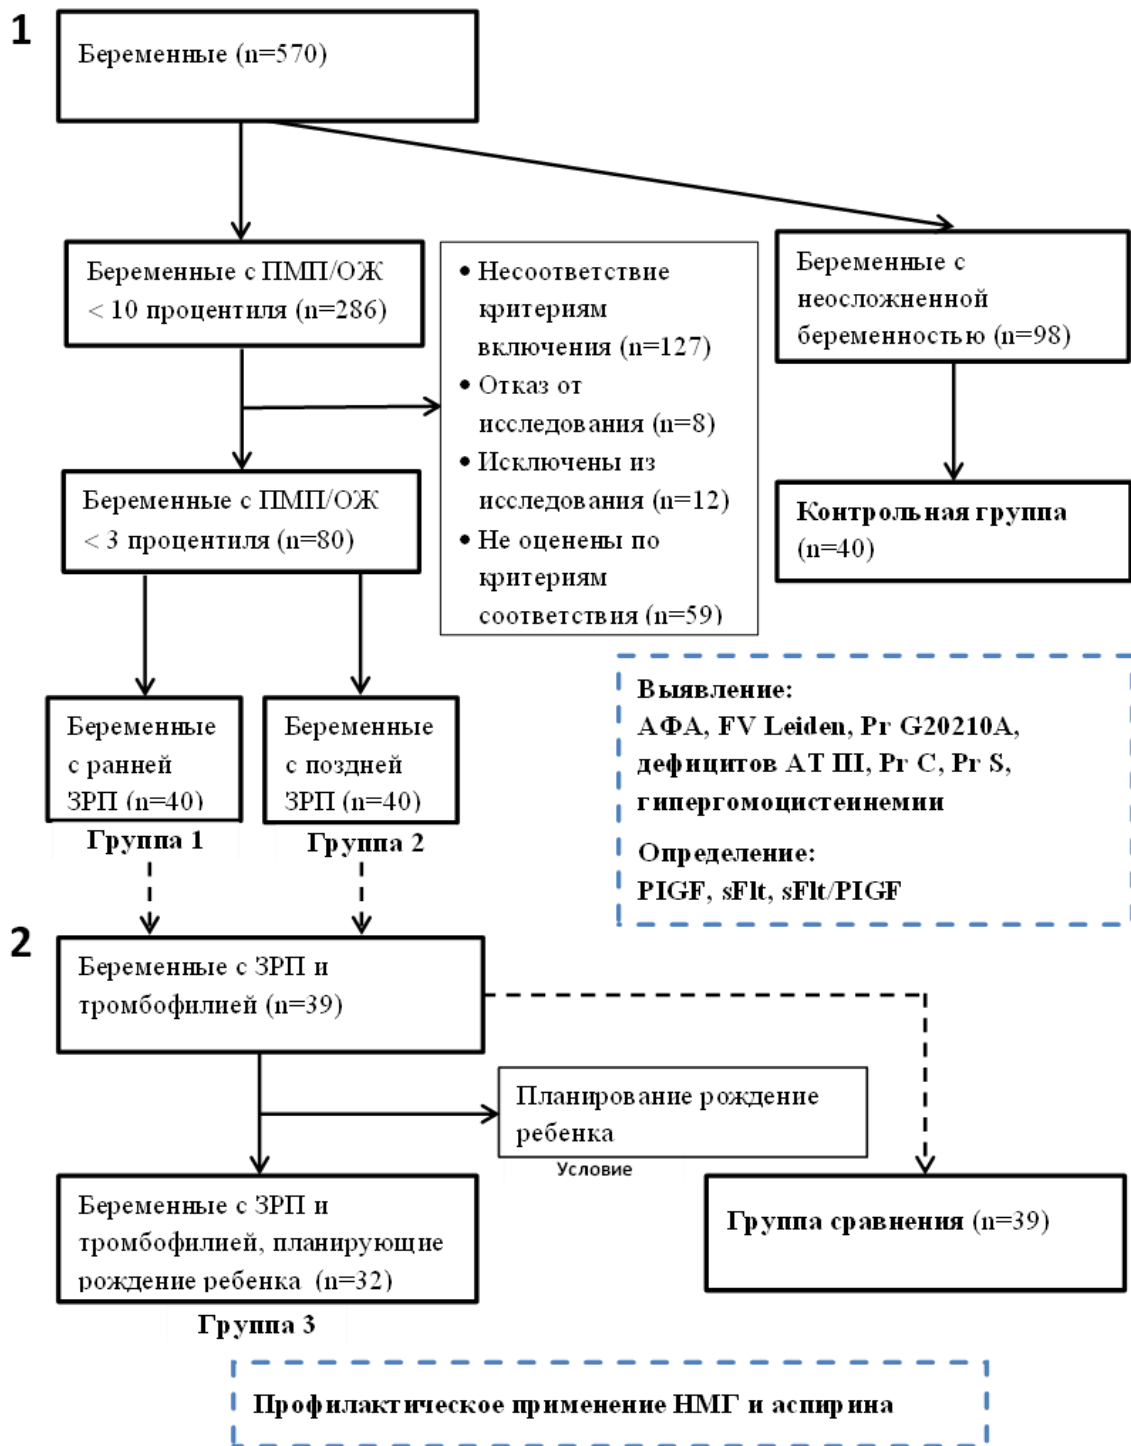 1
Беременные (n=570)
Беременные с ПМП/ОЖ
< 10 процентиля (n=286)
• Несоответствие
критериям
включения (n=127)
• Отказ от
исследования (n=8)
• Исключены из
исследования (n=12)
• Не оценены по
критериям
соответствия (n=59)
Беременные с
неосложненной
беременностью (n=98)
Беременные с ПМП/ОЖ
< 3 процентиля (n=80)
Контрольная группа
(n=40)
Беременные
с ранней
ЗРП (n=40)
Группа 1
Беременные
с поздней
ЗРП (n=40)
Группа 2
Выявление:
АФА, FV Leiden, Pr G20210A,
дефицитов АТ III, Pr C, Pr S,
гипергомоцистеинемии
Определение:
PIGF, sFlt, sFlt/PIGF
2
Беременные с ЗРП и
тромбофилией (n=39)
Планирование рождение
ребенка
Условие
Беременные с ЗРП и
тромбофилией, планирующие
рождение ребенка (n=32)
Группа 3
Группа сравнения (n=39)
Профилактическое применение НМГ и аспирина